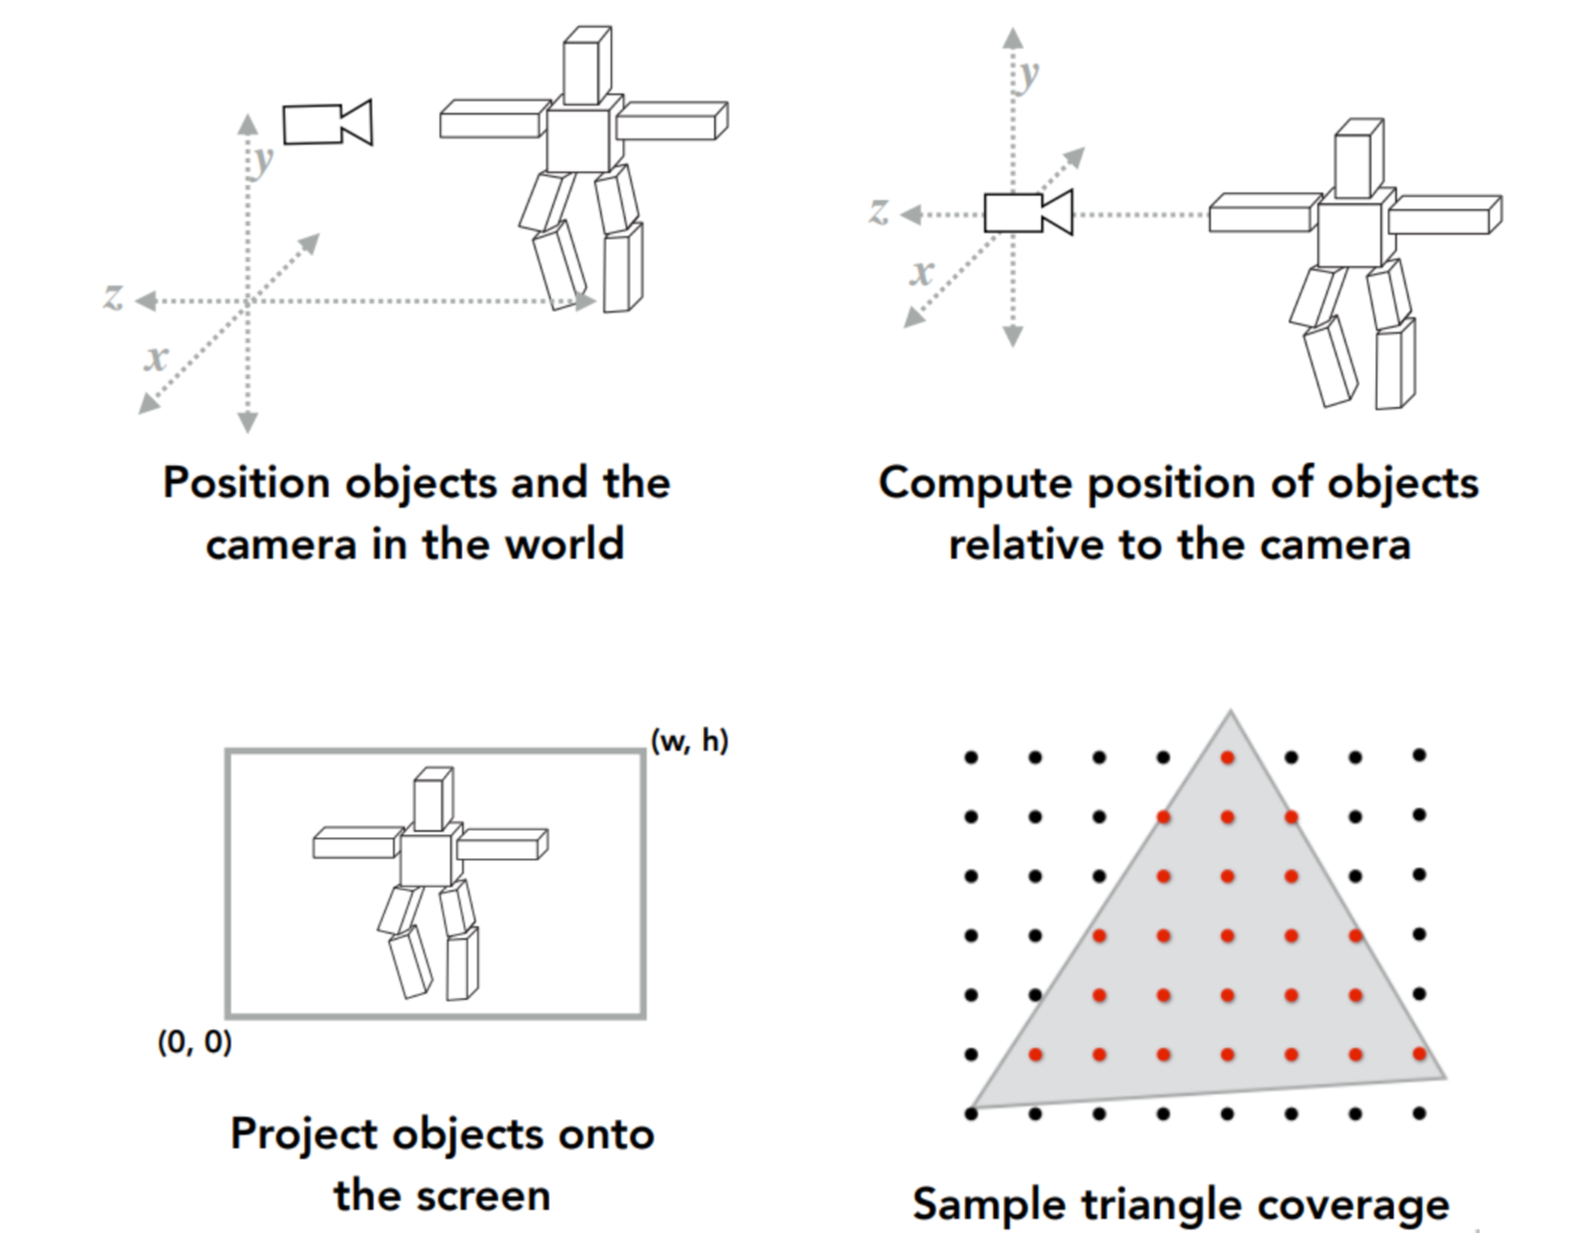 y
z
x
Position objects and the
camera in the world
y
z
x
Compute position of objects
relative to the camera
(w, h)
(0, 0)
Project objects onto
the screen
Sample triangle coverage